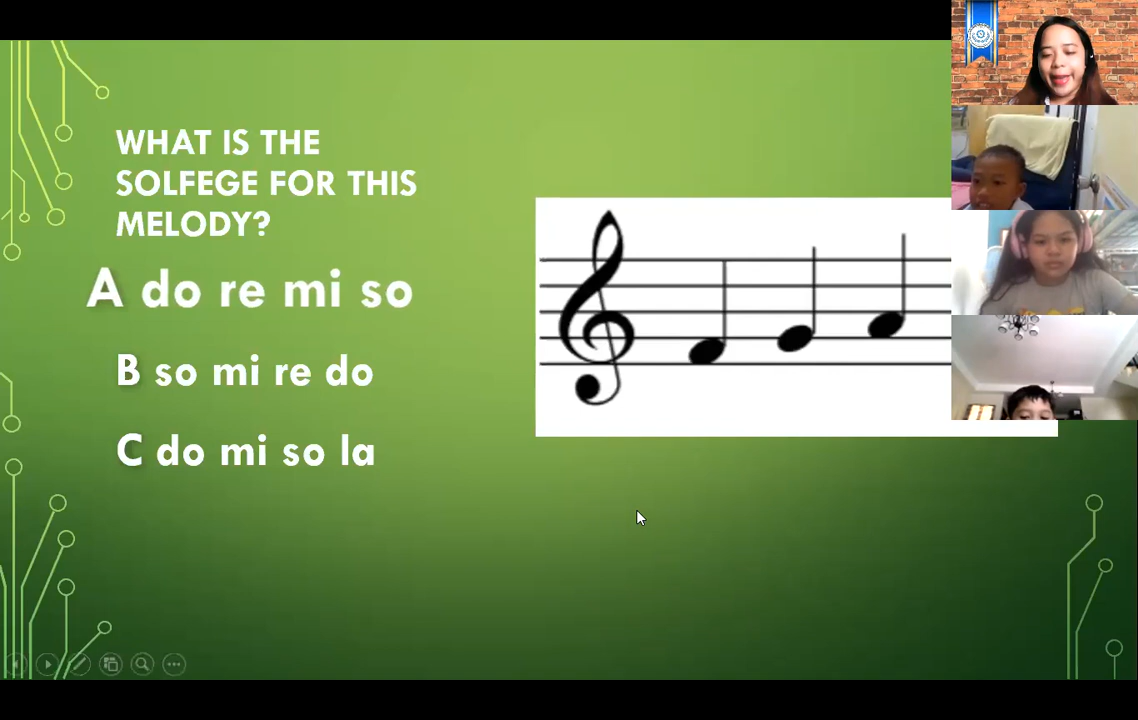 WHAT IS THE
SOLFEGE FOR THIS
MELODY?
A do re mi so
B so mi re do
C do mi so la